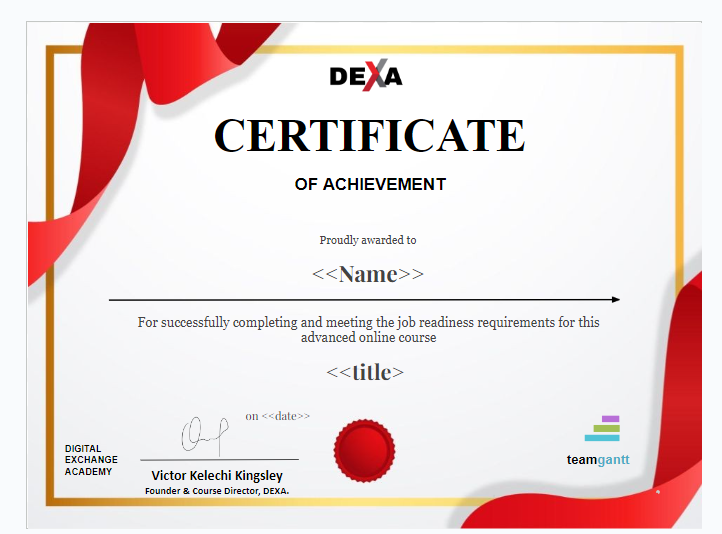 DEXA
CERTIFICATE
OF ACHIEVEMENT
Proudly awarded to
<<Name>>
For successfully completing and meeting the job readiness requirements for this
advanced online course
<<title>
on <<date>>
DIGITAL
EXCHANGE
ACADEMY
Victor Kelechi Kingsley
Founder & Course Director, DEXA.
teamgantt